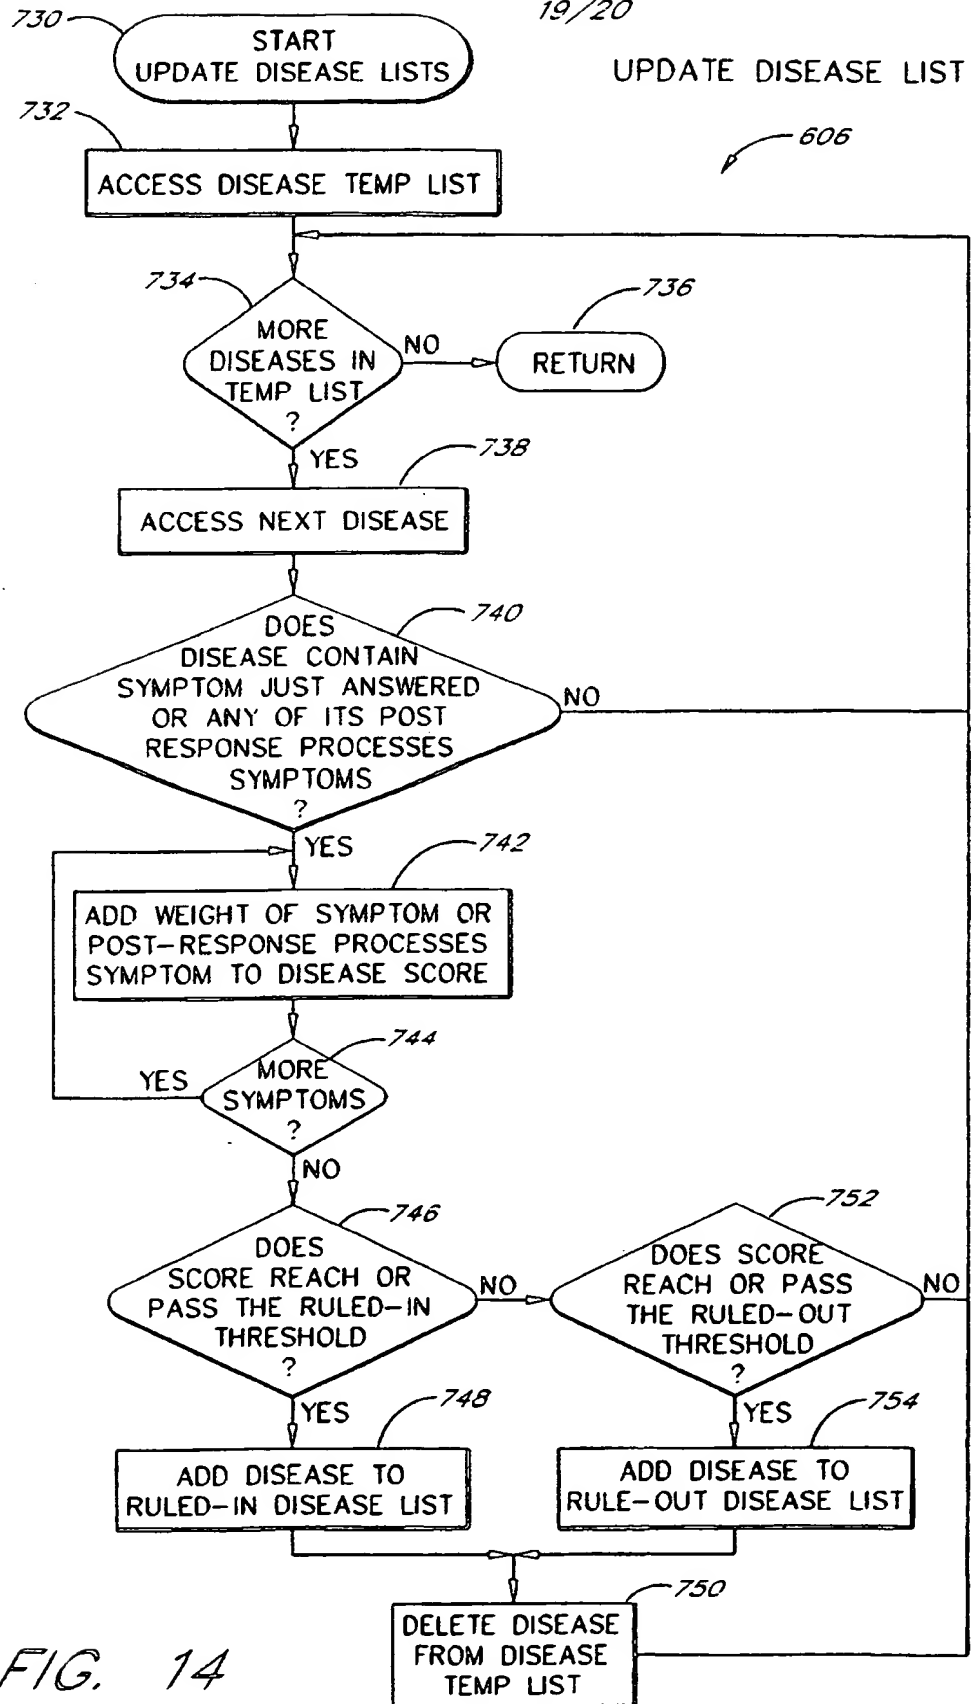 19/20
730
START
UPDATE DISEASE LISTS
UPDATE DISEASE LIST
606
732
ACCESS DISEASE TEMP LIST
734
MORE
DISEASES IN
TEMP LIST
?
NO
736
RETURN
YES
738
ACCESS NEXT DISEASE
740
DOES
DISEASE CONTAIN
SYMPTOM JUST ANSWERED
OR ANY OF ITS POST
RESPONSE PROCESSES
SYMPTOMS
?
NO
YES
742
ADD WEIGHT OF SYMPTOM OR
POST-RESPONSE PROCESSES
SYMPTOM TO DISEASE SCORE
744
MORE
SYMPTOMS
?
YES
NO
746
DOES
SCORE REACH OR
PASS THE RULED-IN
THRESHOLD
?
NO
752
DOES SCORE
REACH OR PASS
THE RULED-OUT
THRESHOLD
?
NO
YES
748
ADD DISEASE TO
RULED-IN DISEASE LIST
YES
754
ADD DISEASE TO
RULE-OUT DISEASE LIST
750
DELETE DISEASE
FROM DISEASE
TEMP LIST
FIG. 14